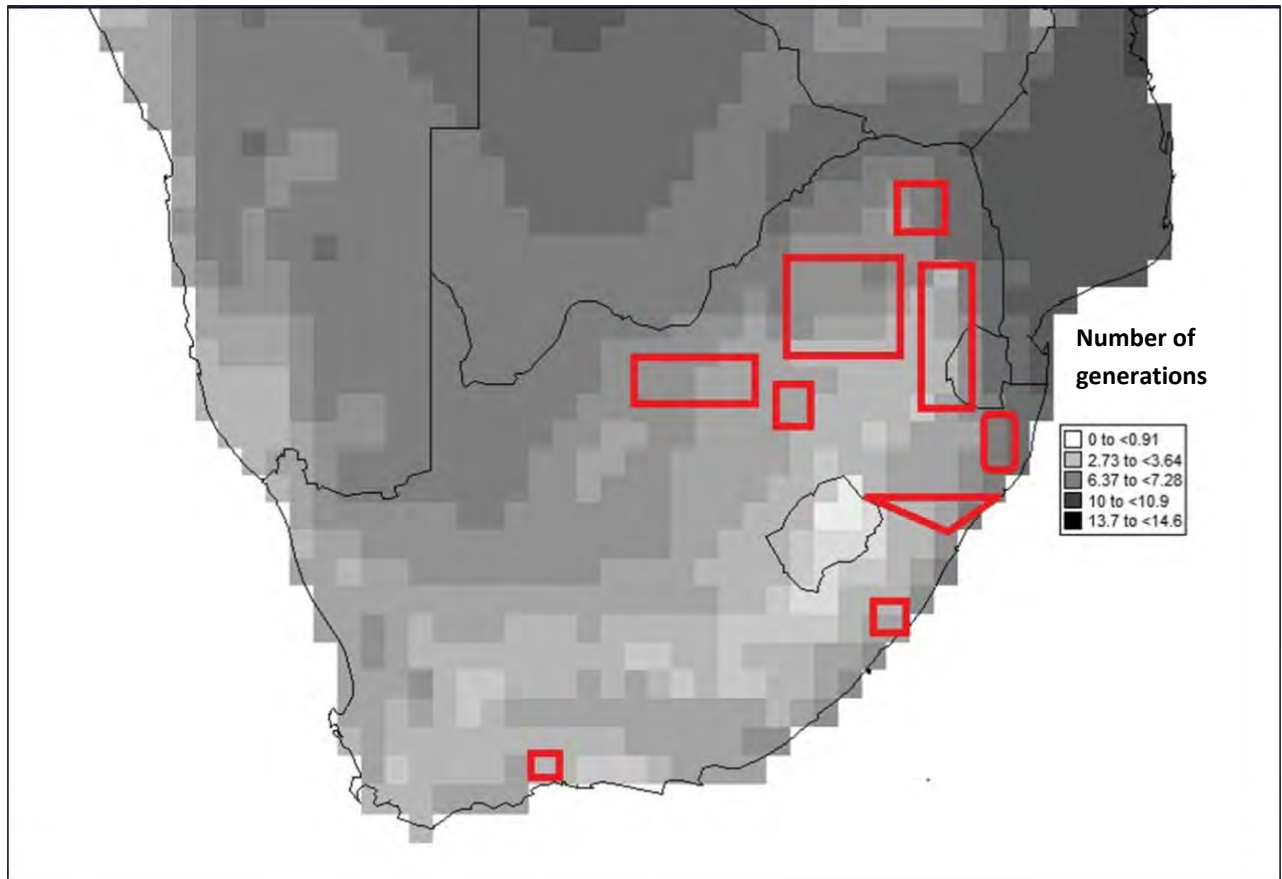 Number of
generations
0 to <0.91
2.73 to <3.64
6.37 to <7.28
10 to <10.9
13.7 to <14.6